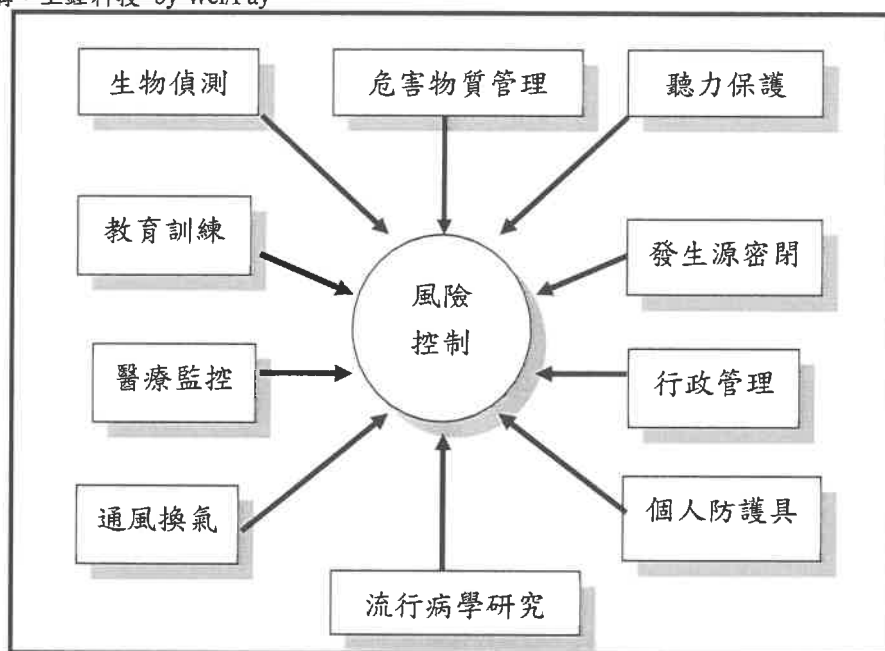 by
生物偵測
危害物質管理
聽力保護
教育訓練
發生源密閉
風險
控制
醫療監控
行政管理
通風換氣
個人防護具
流行病學研究